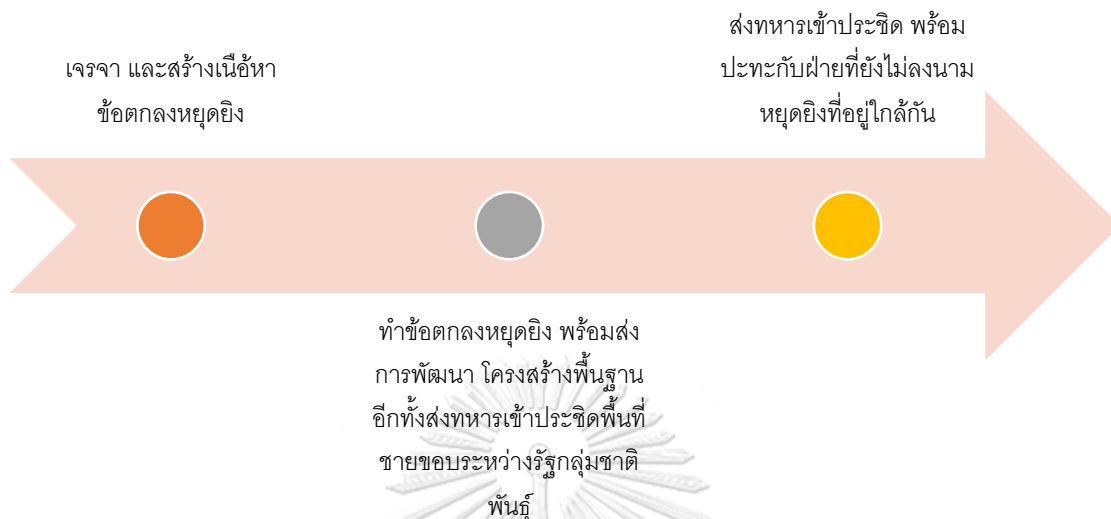 เจรจา และสร้างเนื้อหา
ข้อตกลงหยุดยิง
ทำข้อตกลงหยุดยิง พร้อมส่ง
การพัฒนา โครงสร้างพื้นฐาน
อีกทั้งส่งทหารเข้าประชิดพื้นที่
ชายขอบระหว่างรัฐกลุ่มชาติ
พันธุ์
ส่งทหารเข้าประชิด พร้อม
ปะทะกับฝ่ายที่ยังไม่ลงนาม
หยุดยิงที่อยู่ใกล้กัน